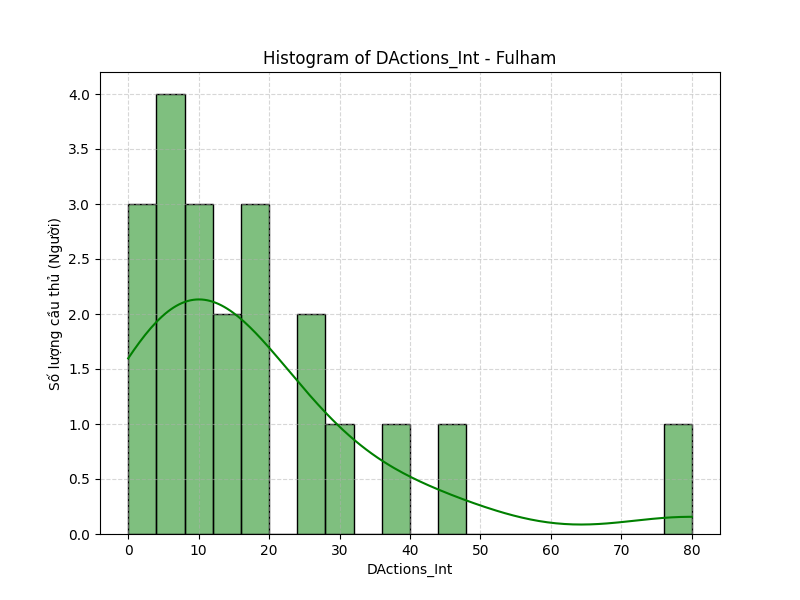 Histogram of DActions_Int - Fulham
Số lượng cầu thủ (Người)
4.0
3.5
3.0
2.5
2.0
1.5
1.0
0.5
0.0
0 10 20 30 40 50 60 70 80
DActions_Int